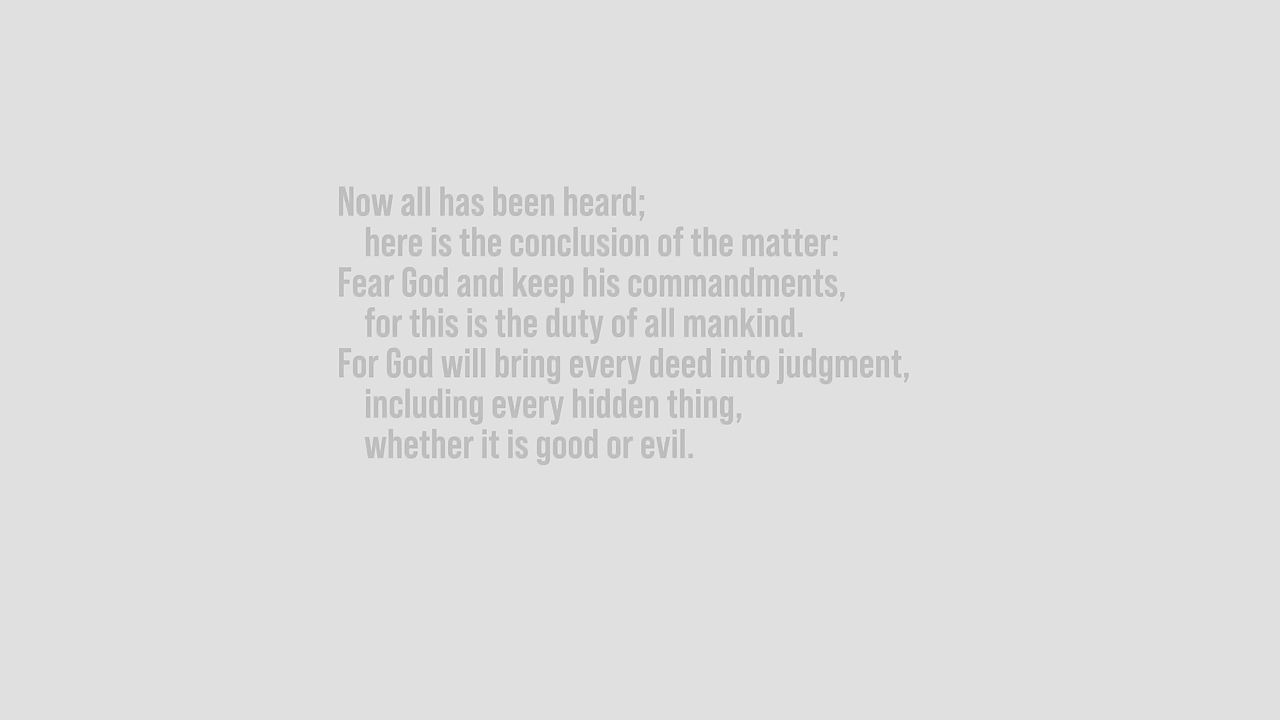 Now all has been heard;
here is the conclusion of the matter:
Fear God and keep his commandments,
for this is the duty of all mankind.
For God will bring every deed into judgment,
including every hidden thing,
whether it is good or evil.